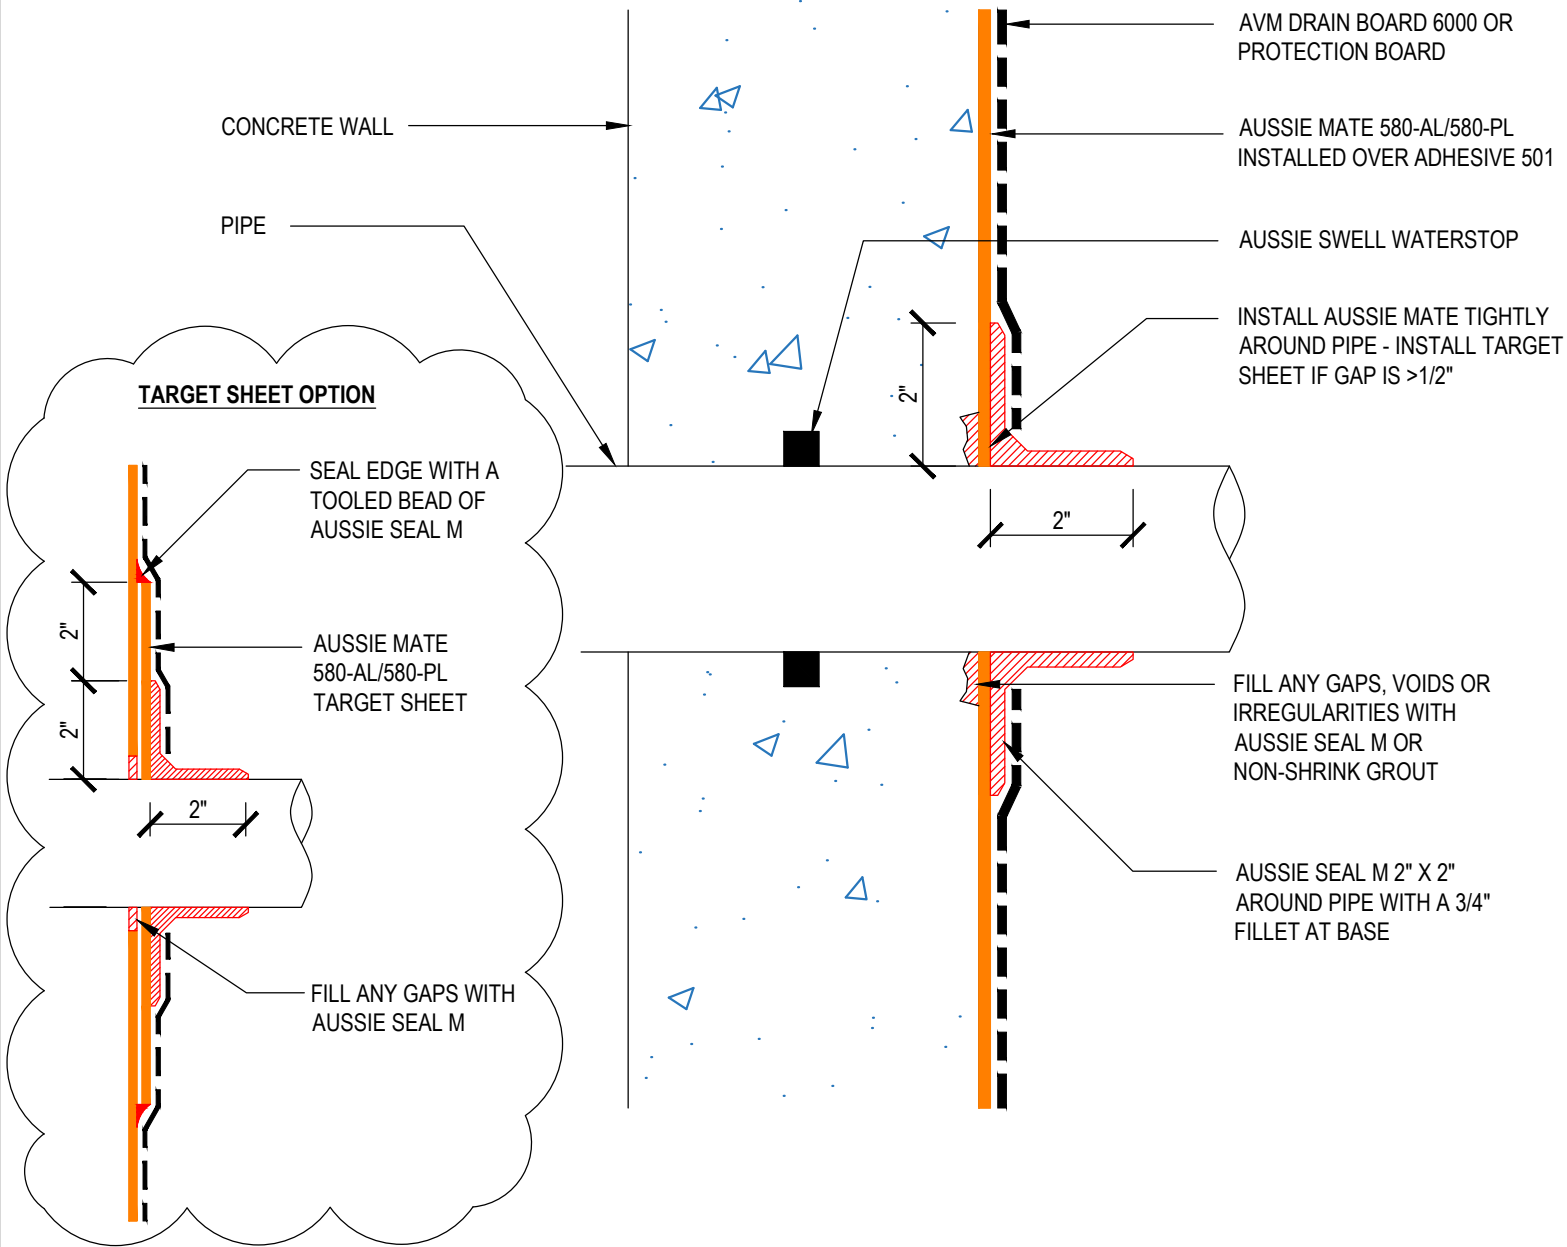 AVM DRAIN BOARD 6000 OR
PROTECTION BOARD
CONCRETE WALL
AUSSIE MATE 580-AL/580-PL
INSTALLED OVER ADHESIVE 501
PIPE
AUSSIE SWELL WATERSTOP
INSTALL AUSSIE MATE TIGHTLY
AROUND PIPE - INSTALL TARGET
SHEET IF GAP IS >1/2"
2"
2"
FILL ANY GAPS, VOIDS OR
IRREGULARITIES WITH
AUSSIE SEAL M OR
NON-SHRINK GROUT
AUSSIE SEAL M 2" X 2"
AROUND PIPE WITH A 3/4"
FILLET AT BASE
TARGET SHEET OPTION
SEAL EDGE WITH A
TOOLED BEAD OF
AUSSIE SEAL M
2"
AUSSIE MATE
580-AL/580-PL
TARGET SHEET
2"
2"
FILL ANY GAPS WITH
AUSSIE SEAL M